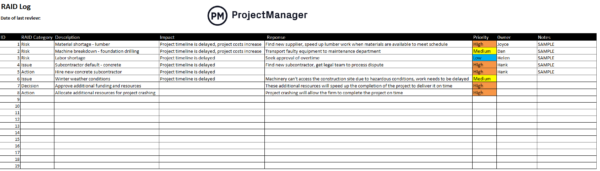 RAID Log
Date of last review:
PM ProjectManager
ID RAID Category Description Impact Response Priority Owner Notes
1 Risk Material shortage - lumber Project timeline is delayed, project costs increase Find new supplier, speed up lumber work when materials are available to meet schedule High Joyce SAMPLE
2 Risk Machine breakdown - foundation drilling Project timeline is delayed, project costs increase Transport faulty equipment to maintenance department Medium Dan SAMPLE
3 Risk Labor shortage Project timeline is delayed Seek approval of overtime Low Helen SAMPLE
4 Issue Subcontractor default - concrete Project timeline is delayed Find new subcontractor, get legal team to process dispute High Hank SAMPLE
5 Action Hire new concrete subcontractor Project timeline is delayed High Hank SAMPLE
6 Issue Winter weather conditions Machinery can't access the construction site due to hazardous conditions, work needs to be delayed Medium
7 Decision Approve additional funding and resources These additional resources will speed up the completion of the project to deliver it on time High
8 Action Allocate additional resources for project crashing Project crashing will allow the firm to complete the project on time High
9
10
11
12
13
14
15
16
17
18
19